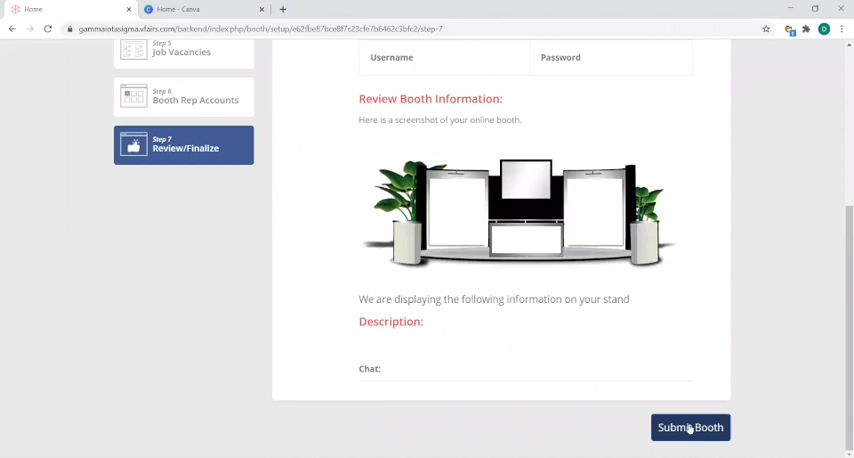 Home
Home - Canva
gammaiotasigma.vfairs.com/backend/index.php/booth/setup/e62fbe87bce8f7c23cfe7b6462c3bfc2/step-7
D
Step 5
Job Vacancies
Step 6
Booth Rep Accounts
Step 7
Review/Finalize
Username
Password
Review Booth Information:
Here is a screenshot of your online booth.
We are displaying the following information on your stand
Description:
Chat:
Submit Booth